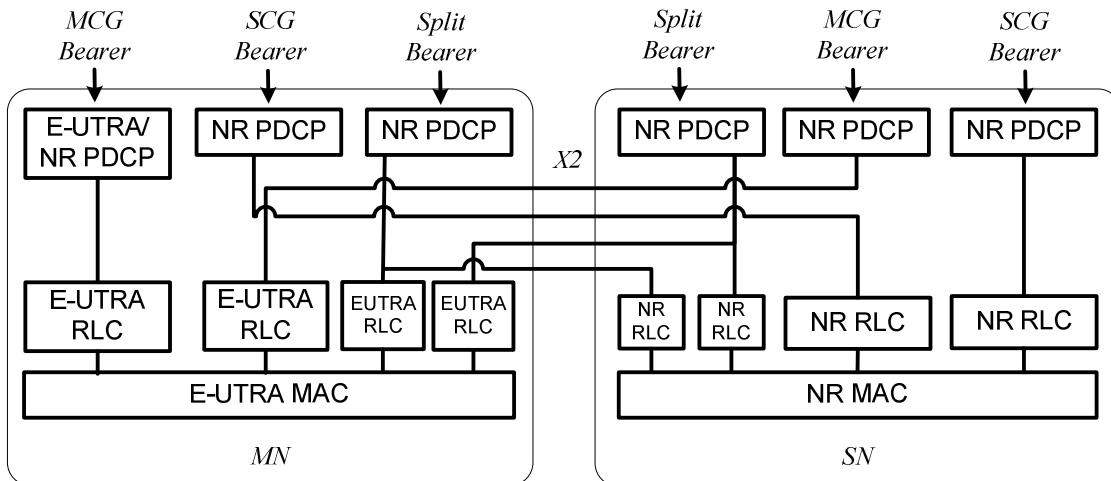 MCG
Bearer
SCG
Bearer
Split
Bearer
Split
Bearer
MCG
Bearer
SCG
Bearer
E-UTRA/
NR PDCP
NR PDCP
NR PDCP
X2
NR PDCP
NR PDCP
NR PDCP
E-UTRA
RLC
E-UTRA
RLC
EUTRA
RLC
EUTRA
RLC
NR
RLC
NR
RLC
NR RLC
NR RLC
E-UTRA MAC
NR MAC
MN
SN